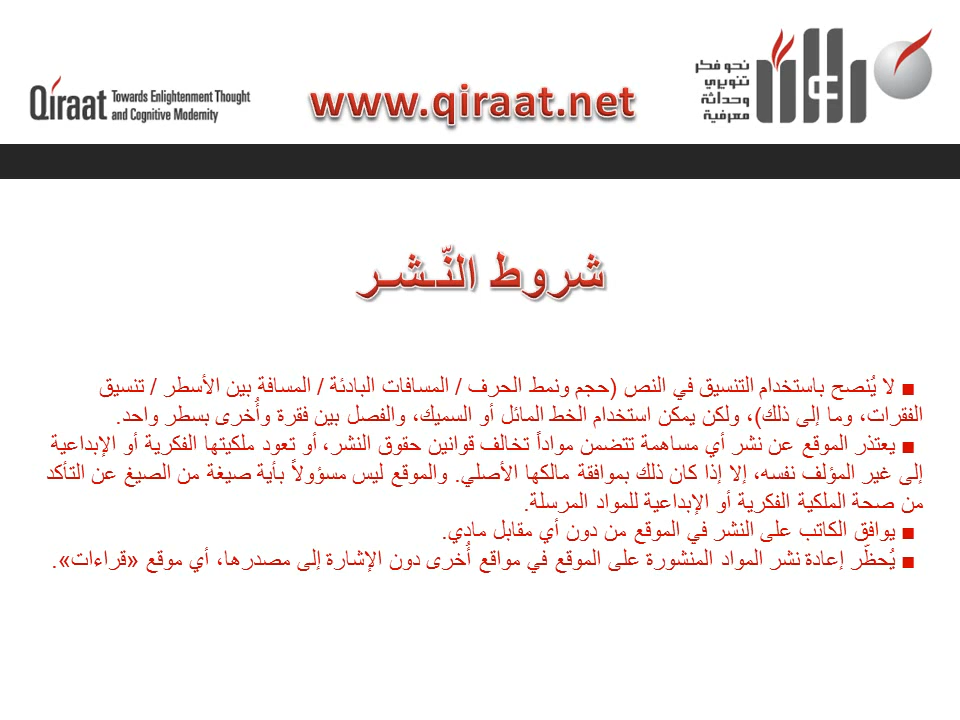 Qiraat Towards Enlightenment Thought
and Cognitive Modernity
www.qiraat.net
نحو فكر
تنويري
وحداثة
معرفية
شروط النّـشـر
■ لا يُنصح باستخدام التنسيق في النص (حجم ونمط الحرف / المسافات البادئة / المسافة بين الأسطر / تنسيق
الفقرات، وما إلى ذلك)، ولكن يمكن استخدام الخط المائل أو السميك، والفصل بين فقرة وأُخرى بسطر واحد.
■ يعتذر الموقع عن نشر أي مساهمة تتضمن مواداً تخالف قوانين حقوق النشر، أو تعود ملكيتها الفكرية أو الإبداعية
إلى غير المؤلف نفسه، إلا إذا كان ذلك بموافقة مالكها الأصلي. والموقع ليس مسؤولاً بأية صيغة من الصيغ عن التأكد
من صحة الملكية الفكرية أو الإبداعية للمواد المرسلة.
■ يوافق الكاتب على النشر في الموقع من دون أي مقابل مادي.
■ يُحظّر إعادة نشر المواد المنشورة على الموقع في مواقع أُخرى دون الإشارة إلى مصدرها، أي موقع «قراءات».